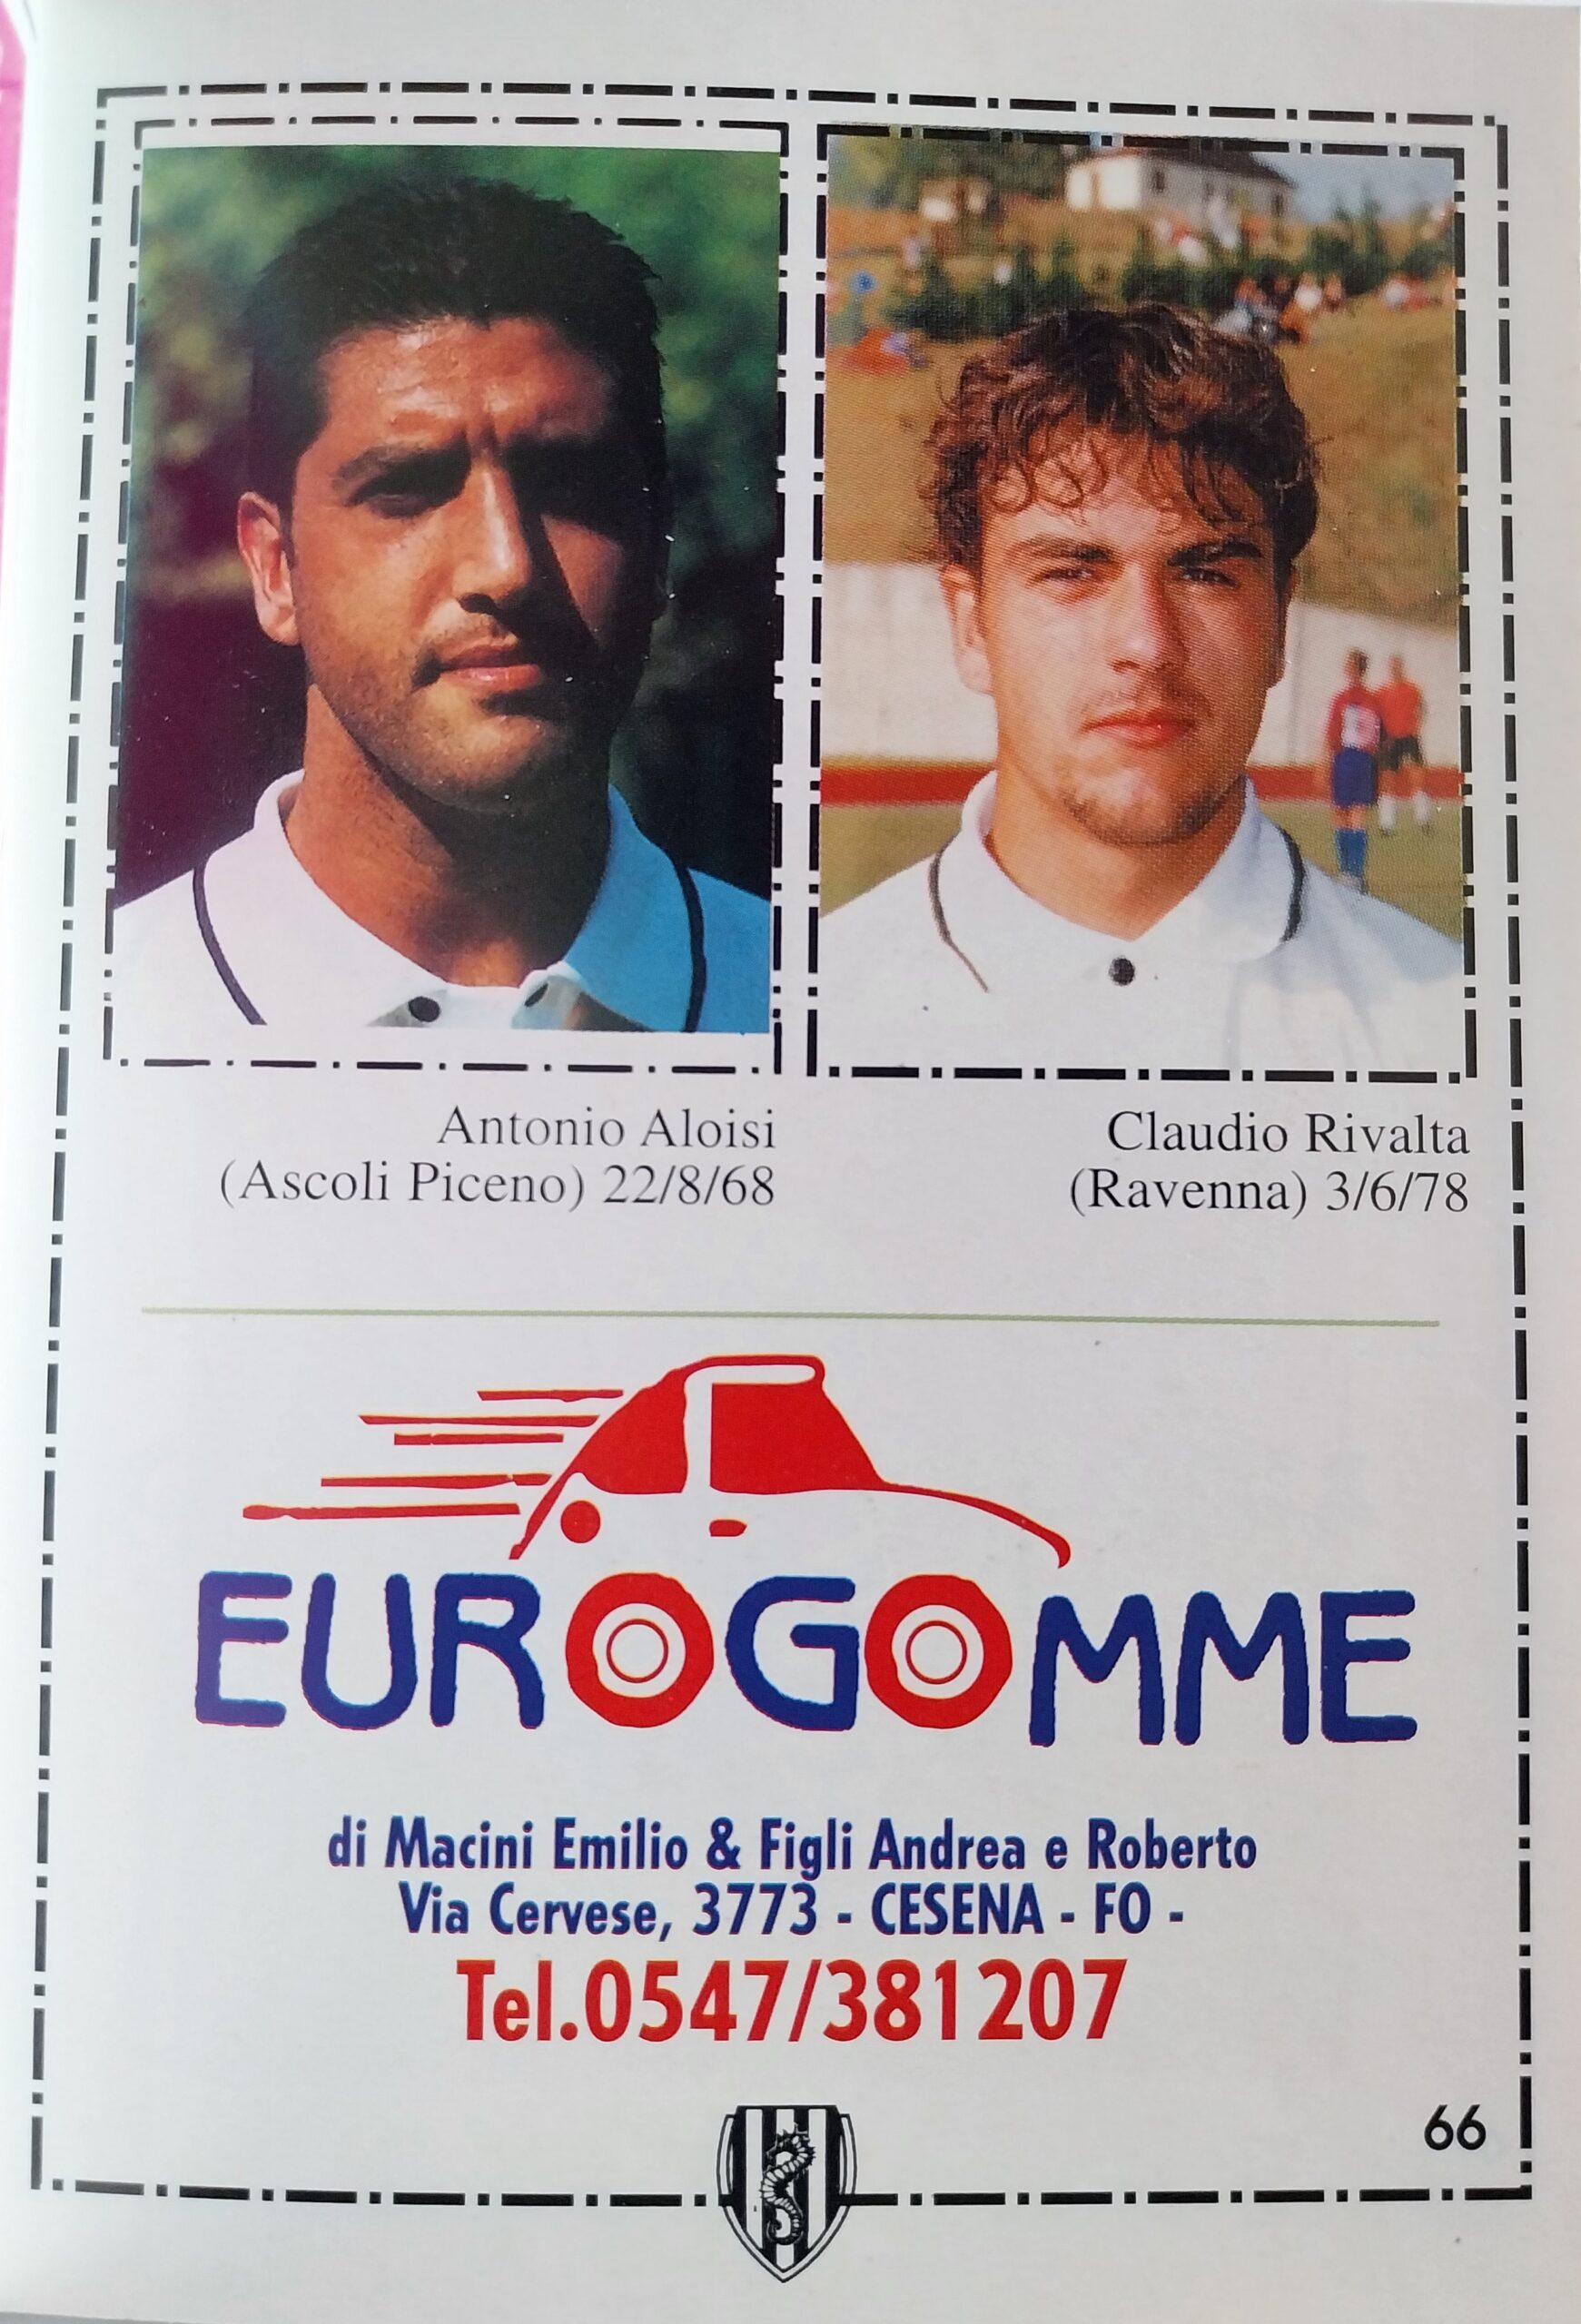 Antonio Aloisi
(Ascoli Piceno) 22/8/68
Claudio Rivalta
(Ravenna) 3/6/78
EUROGOMME
di Macini Emilio & Figli Andrea e Roberto
Via Cervese, 3773 - CESENA - FO -
Tel.0547/381207
66